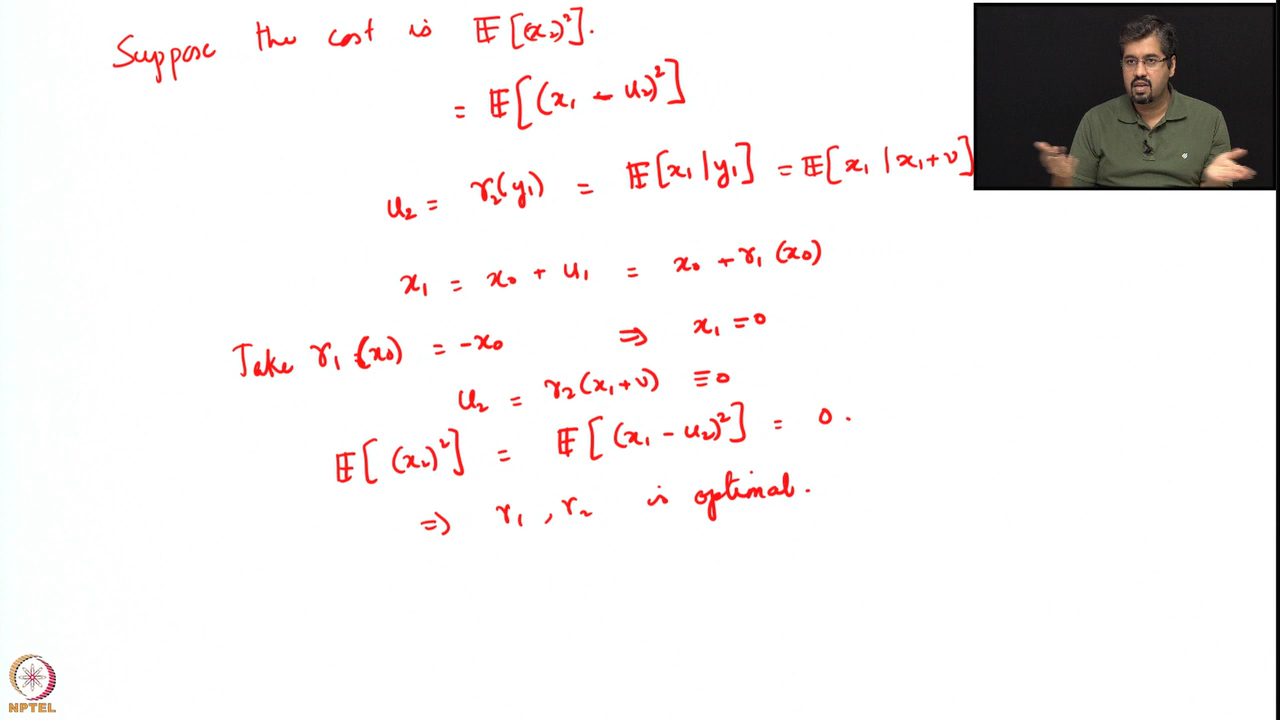 Suppose the cost is 𝔼[(x₂)²].
= 𝔼[(x₁ - u₂)²]
u₂ = γ₂(y₁) = 𝔼[x₁ | y₁] = 𝔼[x₁ | x₁+v]
x₁ = x₀ + u₁ = x₀ + γ₁(x₀)
Take γ₁(x₀) = -x₀ ⇒ x₁ = 0
u₂ = γ₂(x₁+v) ≡ 0
𝔼[(x₂)²] = 𝔼[(x₁ - u₂)²] = 0.
⇒ γ₁, γ₂ is optimal.
NPTEL